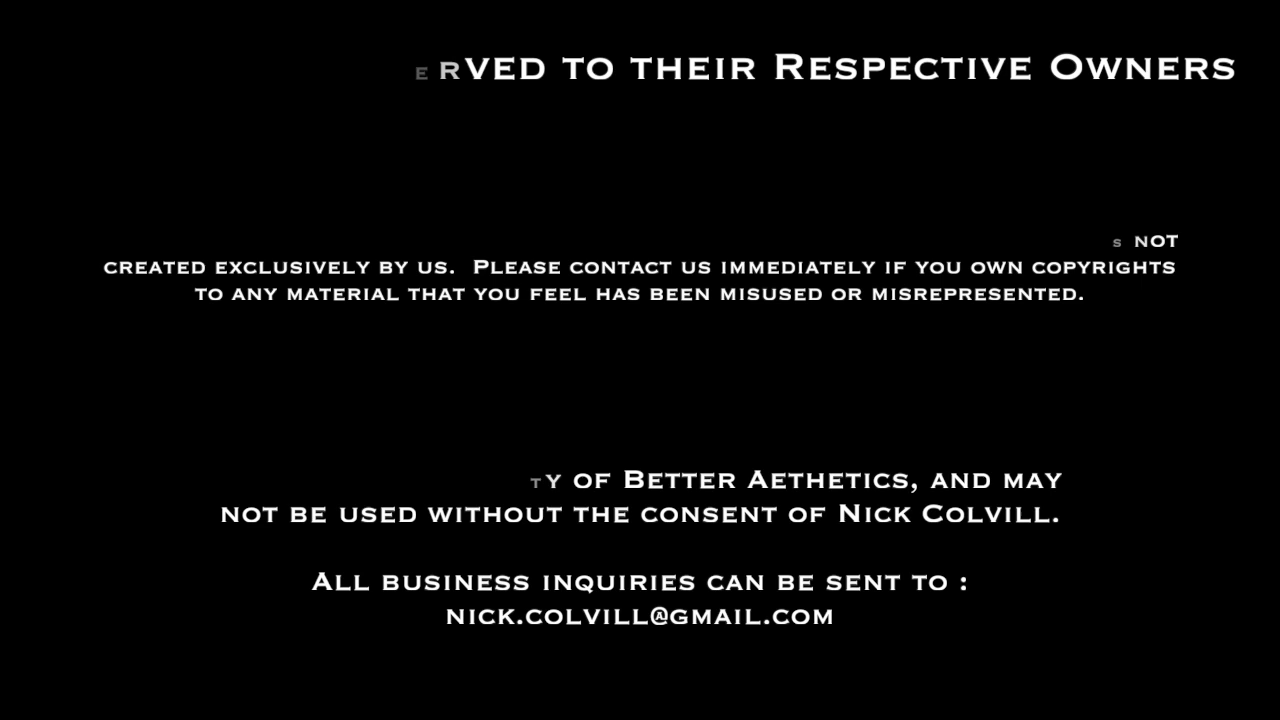 ERVED TO THEIR RESPECTIVE OWNERS
S NOT
CREATED EXCLUSIVELY BY US. PLEASE CONTACT US IMMEDIATELY IF YOU OWN COPYRIGHTS
TO ANY MATERIAL THAT YOU FEEL HAS BEEN MISUSED OR MISREPRESENTED.
TY OF BETTER AETHETICS, AND MAY
NOT BE USED WITHOUT THE CONSENT OF NICK COLVILL.
ALL BUSINESS INQUIRIES CAN BE SENT TO :
NICK.COLVILL@GMAIL.COM